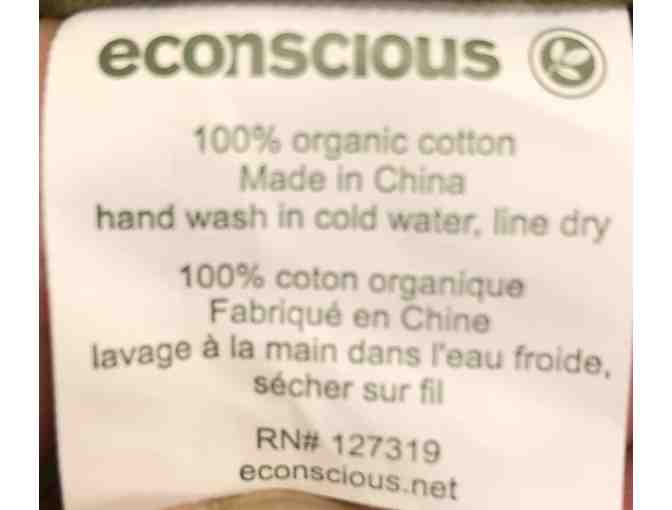 econscious
100% organic cotton
Made in China
hand wash in cold water, line dry
100% coton organique
Fabriqué en Chine
lavage à la main dans l'eau froide,
sécher sur fil
RN# 127319
econscious.net